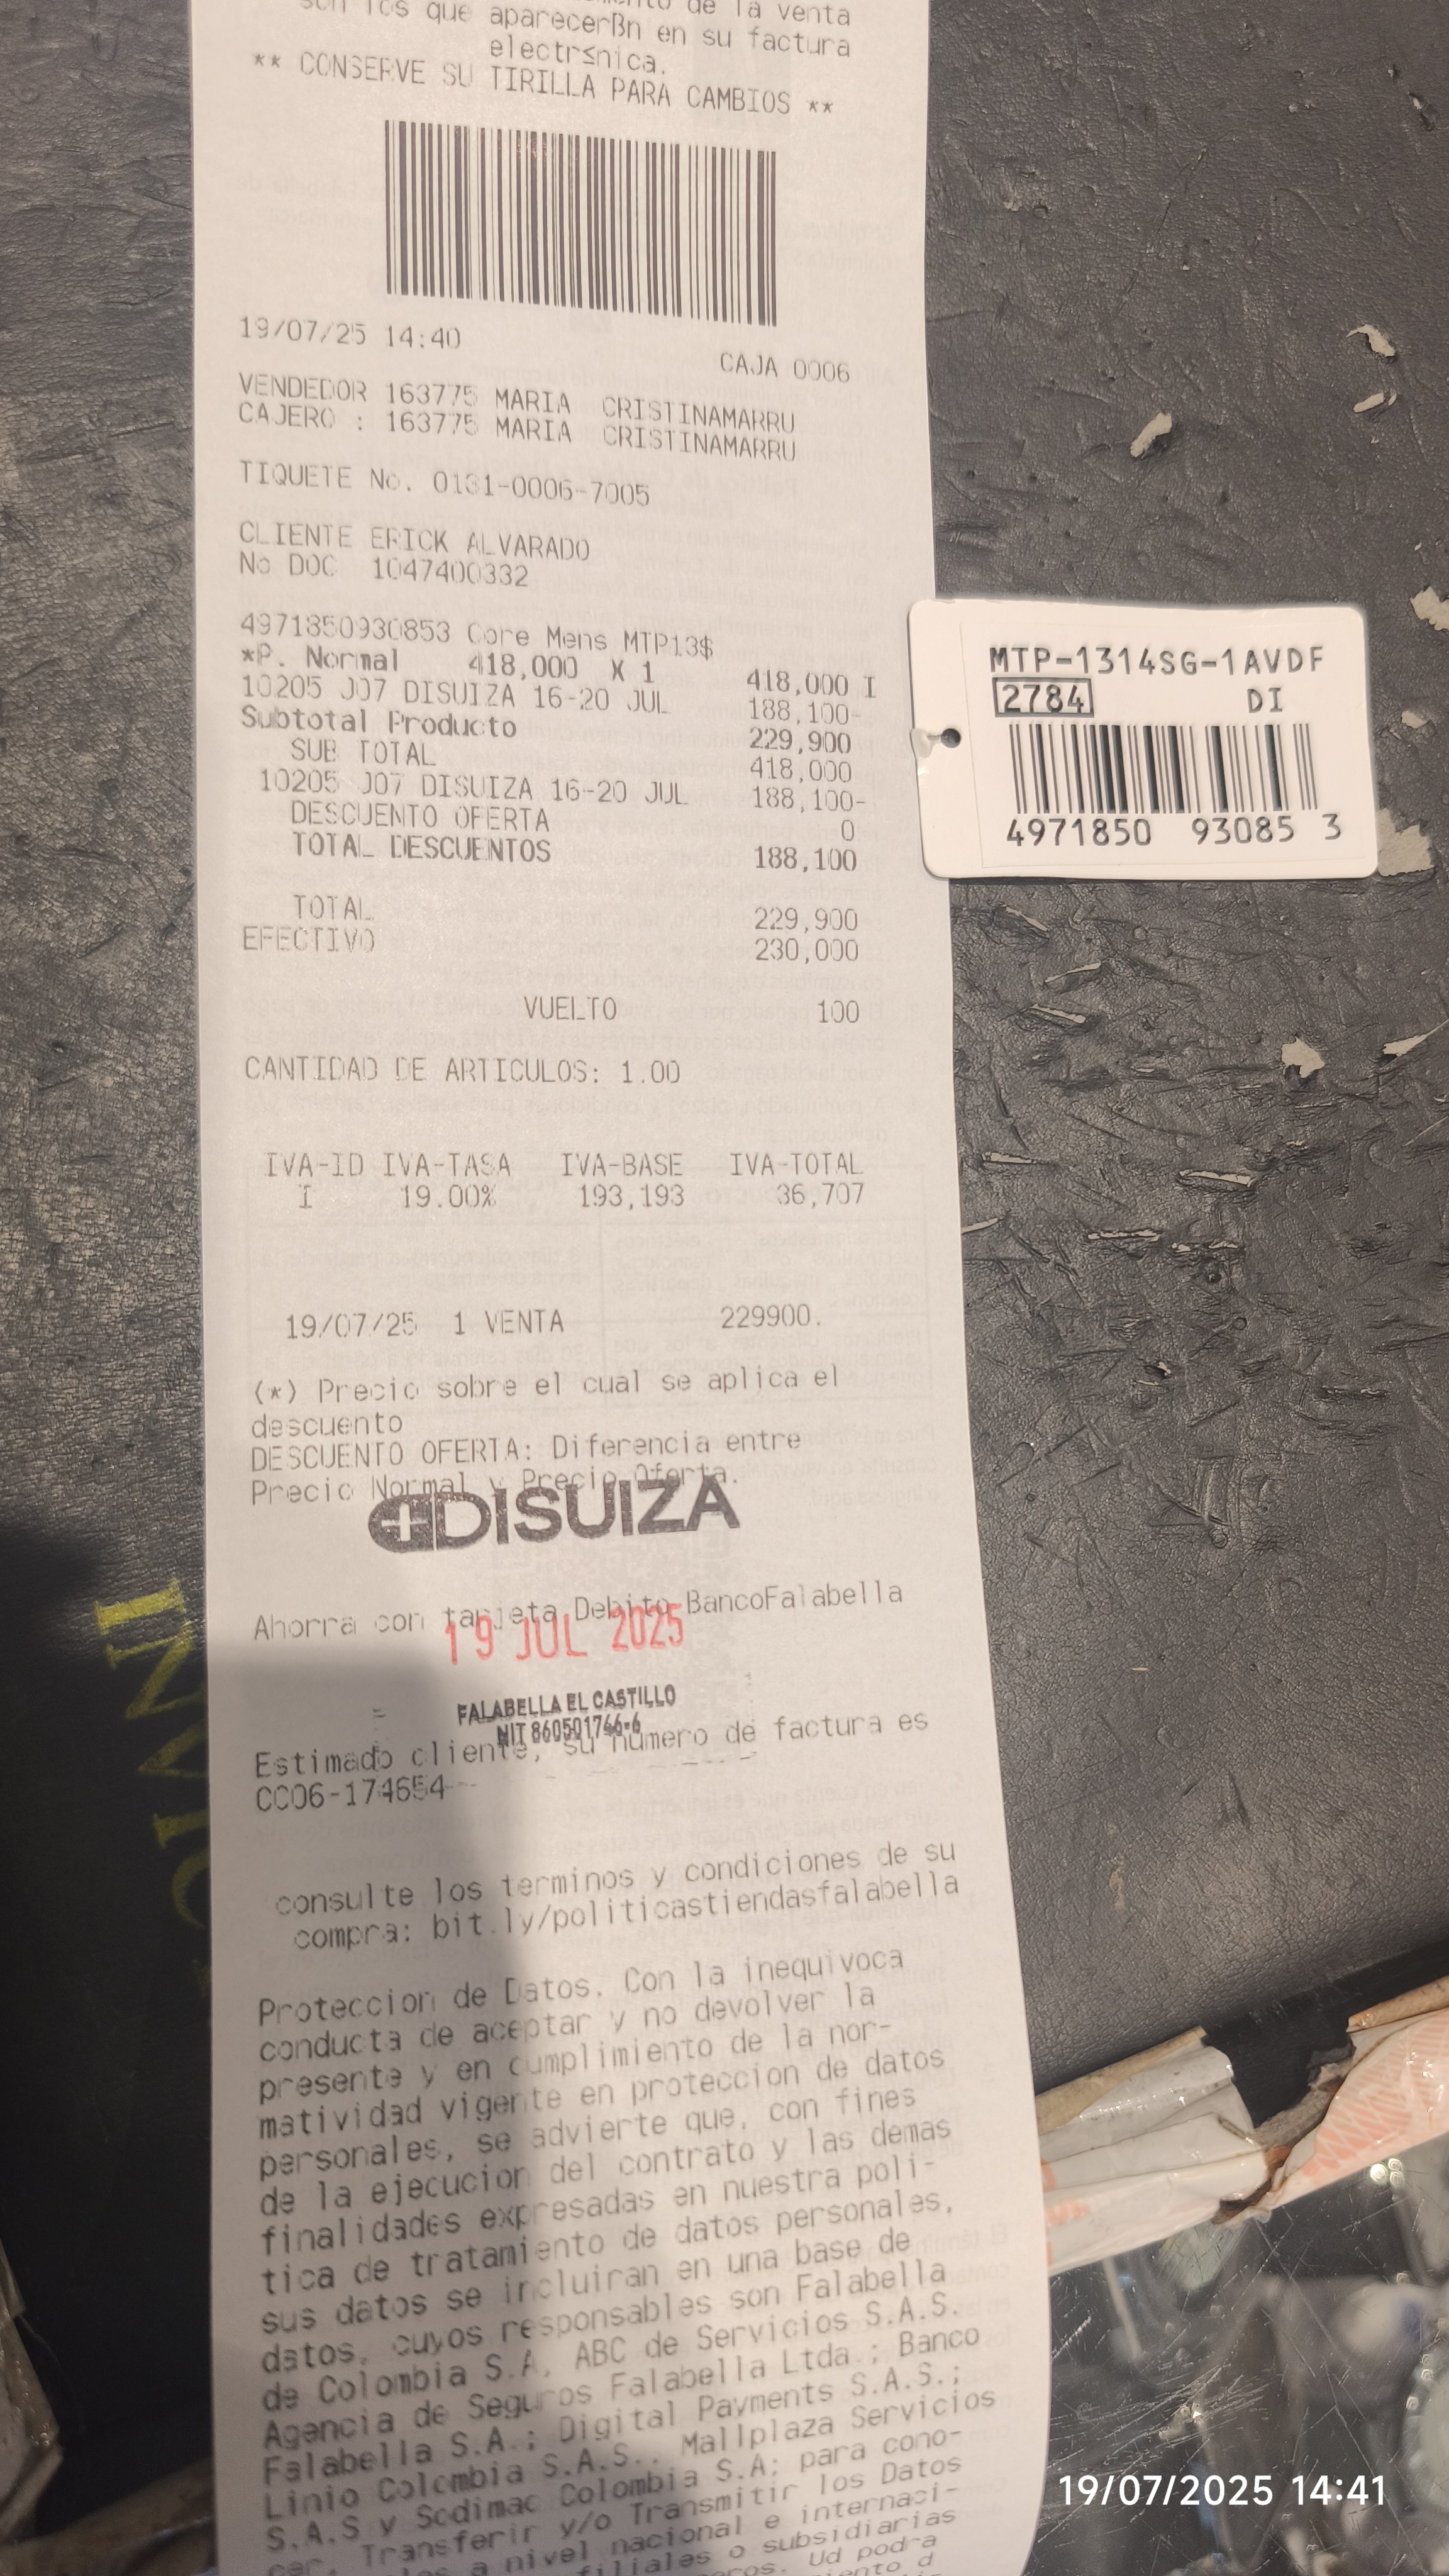 de la venta
son los que aparecerßn en su factura
electr≤nica.
** CONSERVE SU TIRILLA PARA CAMBIOS **
19/07/25 14:40
CAJA 0006
VENDEDOR 163775 MARIA CRISTINAMARRU
CAJERO : 163775 MARIA CRISTINAMARRU
TIQUETE No. 0131-0006-7005
CLIENTE ERICK ALVARADO
No DOC 1047400332
4971850930853 Core Mens MTP13$
*P. Normal 418,000 X 1 418,000 I
10205 J07 DISUIZA 16-20 JUL 188,100-
Subtotal Producto 229,900
SUB TOTAL 418,000
10205 J07 DISUIZA 16-20 JUL 188,100-
DESCUENTO OFERTA 0
TOTAL DESCUENTOS 188,100
TOTAL 229,900
EFECTIVO 230,000
VUELTO 100
CANTIDAD DE ARTICULOS: 1.00
IVA-ID IVA-TASA IVA-BASE IVA-TOTAL
I 19.00% 193,193 36,707
19/07/25 1 VENTA 229900.
(*) Precio sobre el cual se aplica el
descuento
DESCUENTO OFERTA: Diferencia entre
Precio Normal y Precio Oferta.
DISUIZA
Ahorra con tarjeta Debito BancoFalabella
19 JUL 2025
FALABELLA EL CASTILLO
NIT 860501746-6
Estimado cliente, su numero de factura es
CC06-174654
consulte los terminos y condiciones de su
compra: bit.ly/politicastiendasfalabella
Proteccion de Datos. Con la inequivoca
conducta de aceptar y no devolver la
presente y en cumplimiento de la nor-
matividad vigente en proteccion de datos
personales, se advierte que, con fines
de la ejecucion del contrato y las demas
finalidades expresadas en nuestra poli-
tica de tratamiento de datos personales,
sus datos se incluiran en una base de
datos, cuyos responsables son Falabella
de Colombia S.A, ABC de Servicios S.A.S.
Agencia de Seguros Falabella Ltda.; Banco
Falabella S.A.; Digital Payments S.A.S.;
Linio Colombia S.A.S.. Mallplaza Servicios
S.A.S y Sodimac Colombia S.A; para cono-
cer, Transferir y/o Transmitir los Datos
a nivel nacional e internaci-
filiales o subsidiarias
Ud podra
MTP-1314SG-1AVDF
2784 DI
4971850 93085 3
19/07/2025 14:41